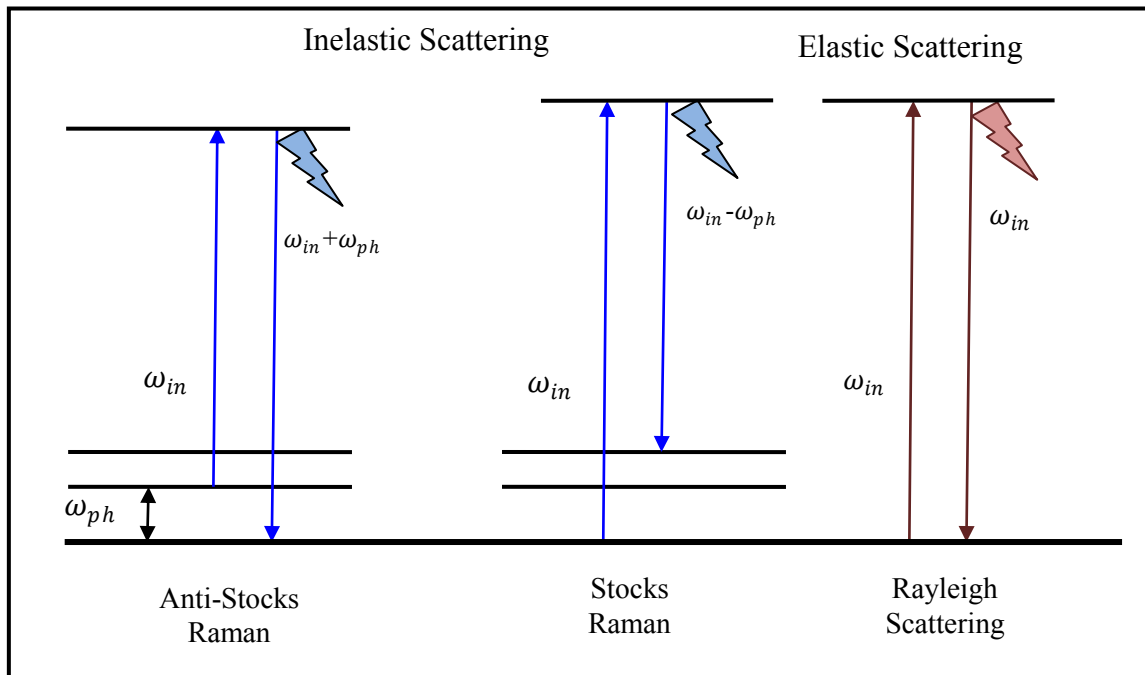 Inelastic Scattering
Elastic Scattering
ω_in+ω_ph
ω_in-ω_ph
ω_in
ω_in
ω_in
ω_in
ω_ph
Anti-Stocks
Raman
Stocks
Raman
Rayleigh
Scattering